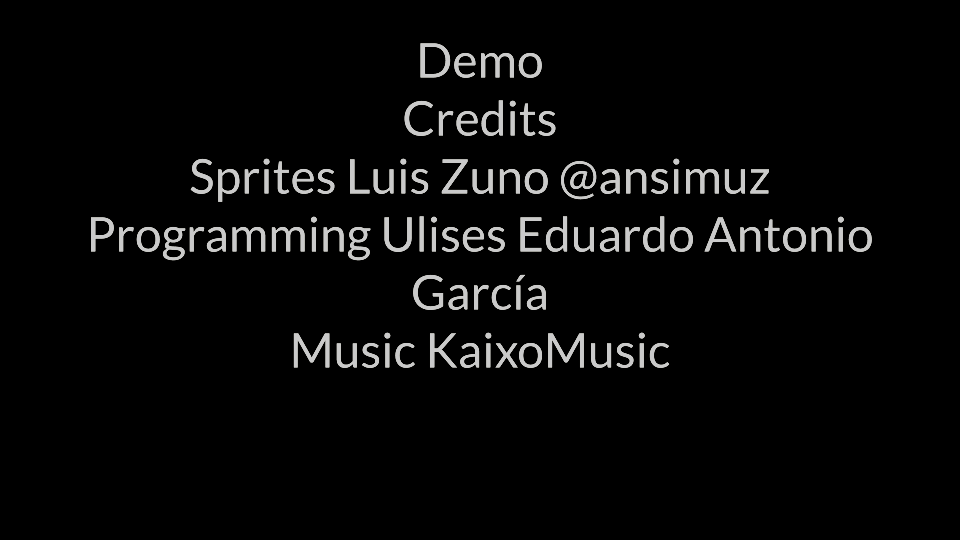 Demo
Credits
Sprites Luis Zuno @ansimuz
Programming Ulises Eduardo Antonio
García
Music KaixoMusic